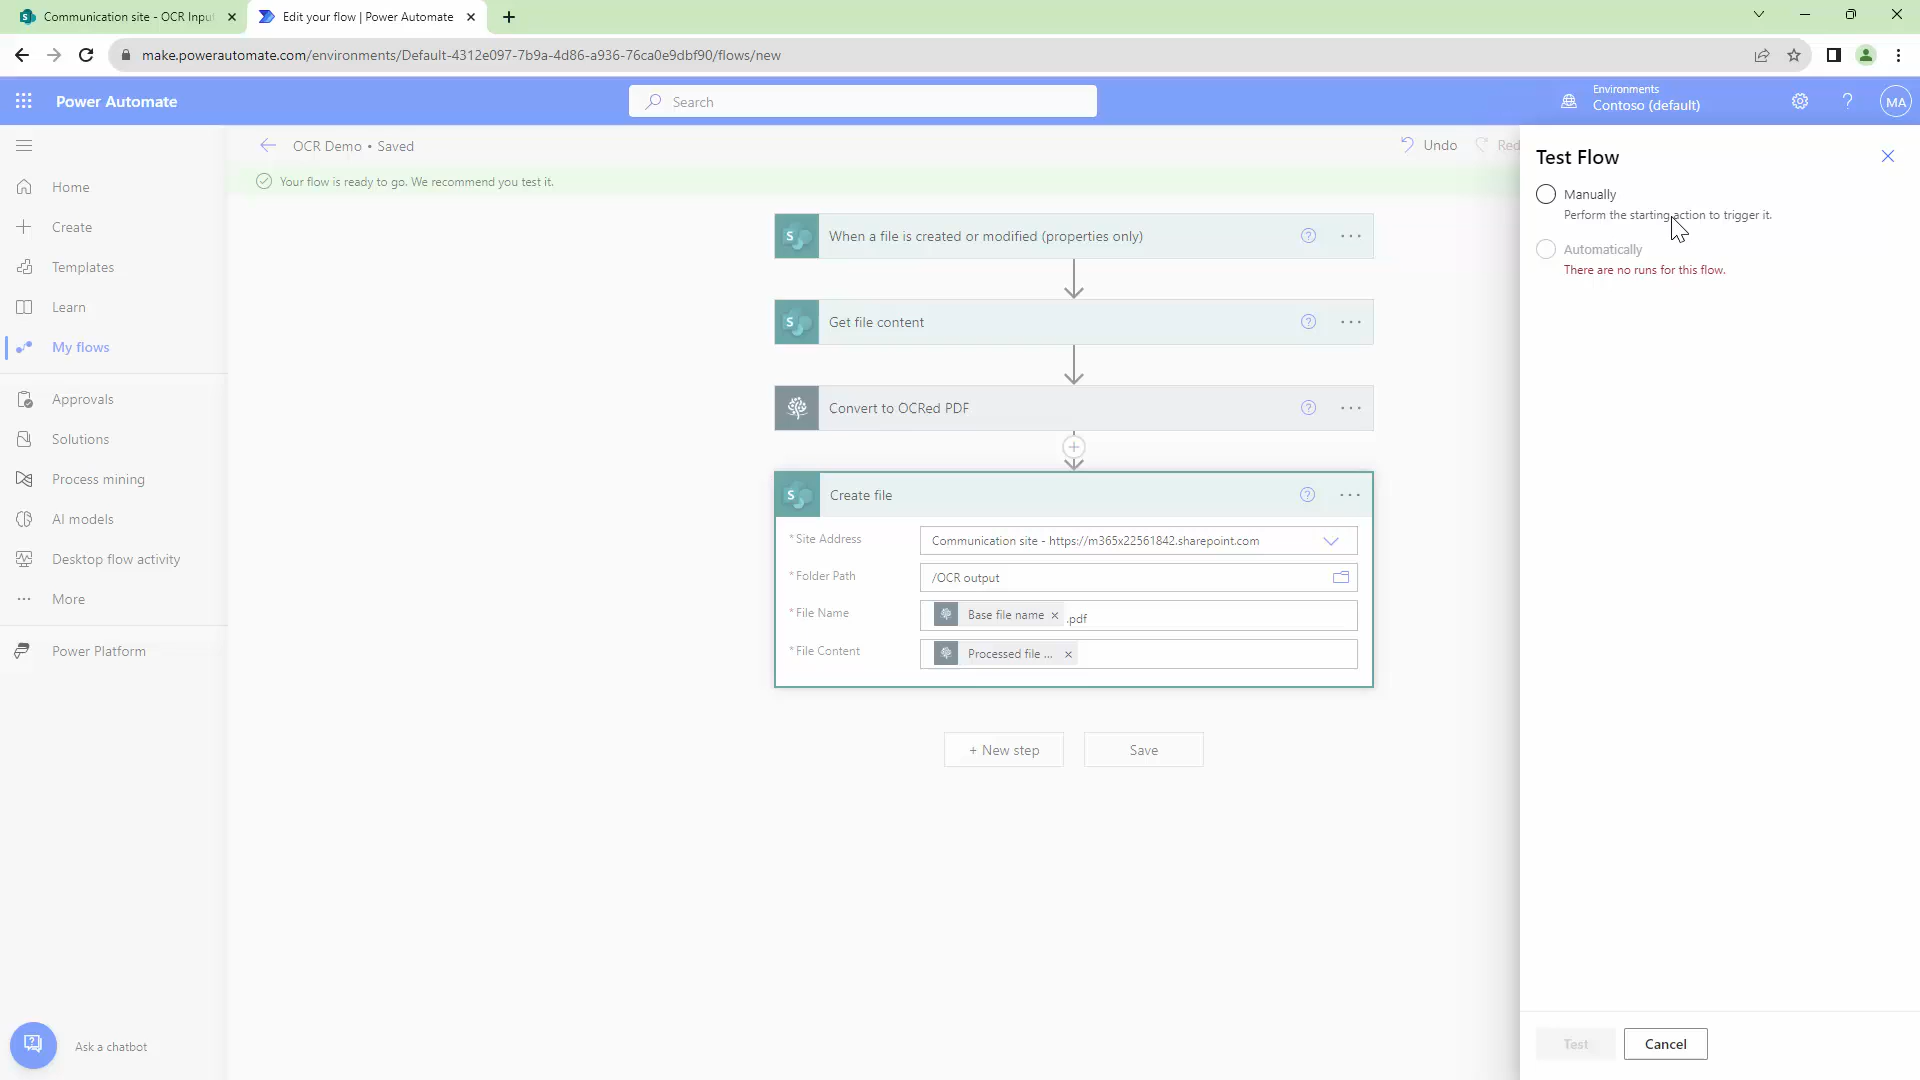 Communication site - OCR Inpu
Edit your flow | Power Automate
make.powerautomate.com/environments/Default-4312e097-7b9a-4d86-a936-76ca0e9dbf90/flows/new
Power Automate
Search
Environments
Contoso (default)
MA
OCR Demo • Saved
Undo
Red
Your flow is ready to go. We recommend you test it.
Home
Create
Templates
Learn
My flows
Approvals
Solutions
Process mining
AI models
Desktop flow activity
More
Power Platform
Ask a chatbot
When a file is created or modified (properties only)
Get file content
Convert to OCRed PDF
Create file
* Site Address
Communication site - https://m365x22561842.sharepoint.com
* Folder Path
/OCR output
* File Name
Base file name × .pdf
* File Content
Processed file ... ×
+ New step
Save
Test Flow
Manually
Perform the starting action to trigger it.
Automatically
There are no runs for this flow.
Test
Cancel